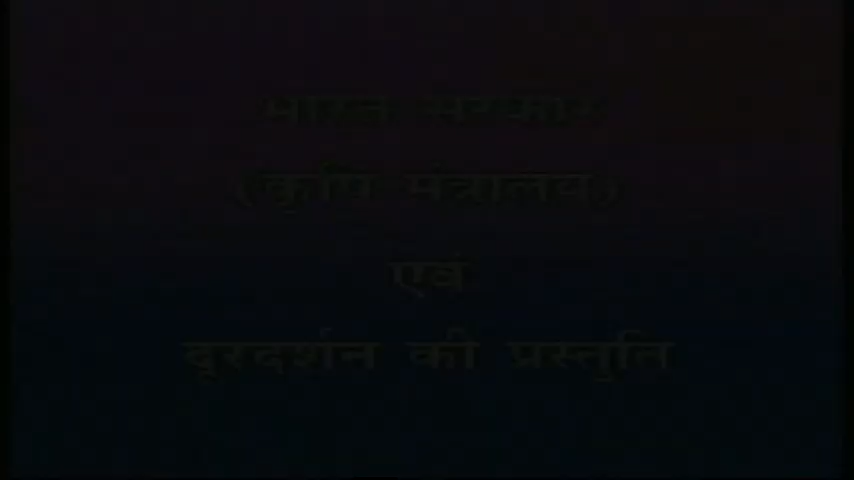 भारत सरकार
(कृषि मंत्रालय)
एवं
दूरदर्शन की प्रस्तुति